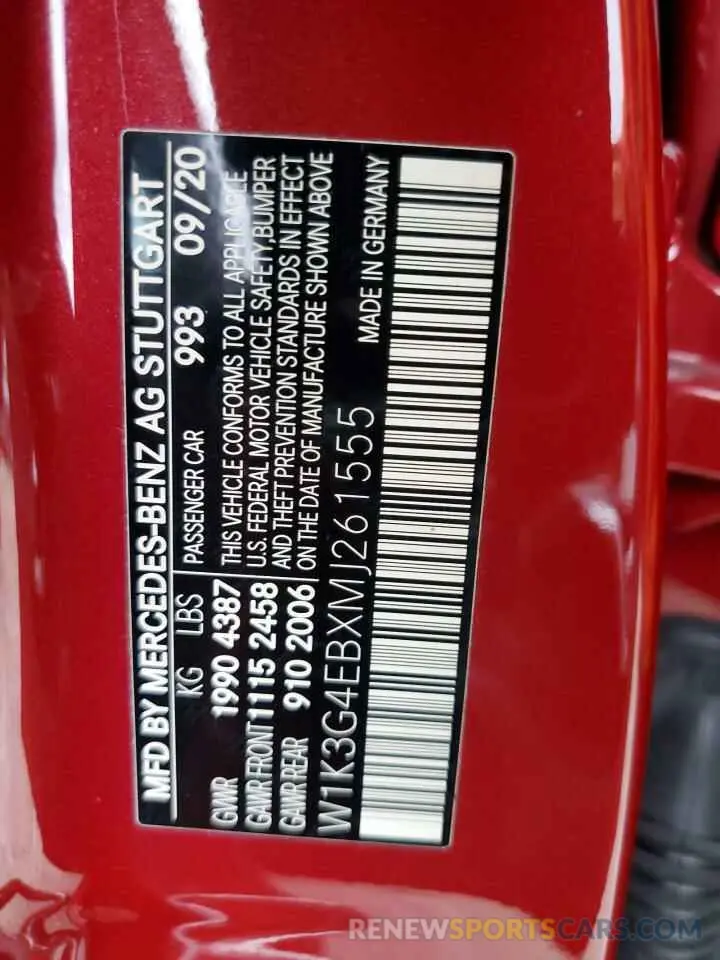 MFD BY MERCEDES-BENZ AG STUTTGART
KG LBS PASSENGER CAR 993 09/20
GWR 1990 4387 THIS VEHICLE CONFORMS TO ALL APPLICABLE
GAWR FRONT 1115 2458 U.S. FEDERAL MOTOR VEHICLE SAFETY,BUMPER
GAWR REAR 910 2006 AND THEFT PREVENTION STANDARDS IN EFFECT
ON THE DATE OF MANUFACTURE SHOWN ABOVE
W1K3G4EBXMJ261555 MADE IN GERMANY
RENEWSPORTSCARS.COM